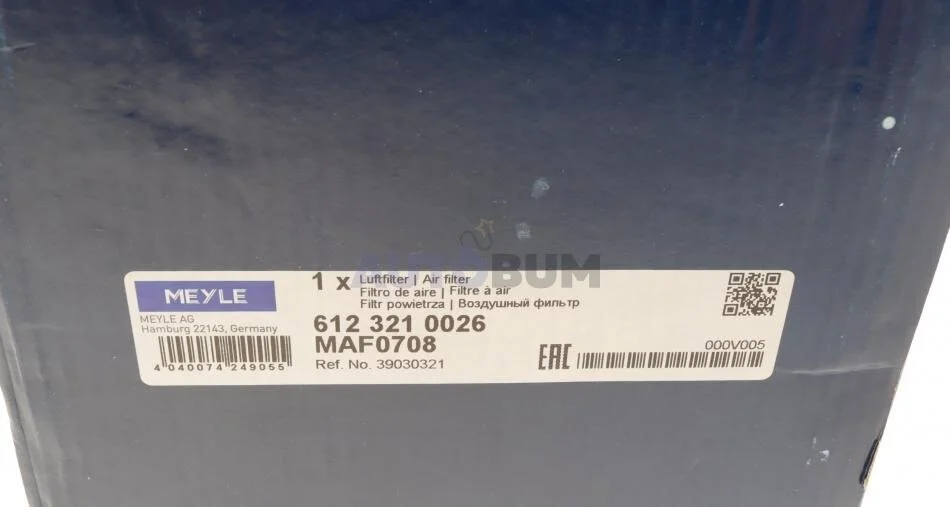 AUTOBUM
MEYLE
MEYLE AG
Hamburg 22143, Germany
4 040074 249055
1 x
Luftfilter | Air filter
Filtro de aire | Filtre à air
Filtr powietrza | Воздушный фильтр
612 321 0026
MAF0708
Ref. No. 39030321
EAC
000V005